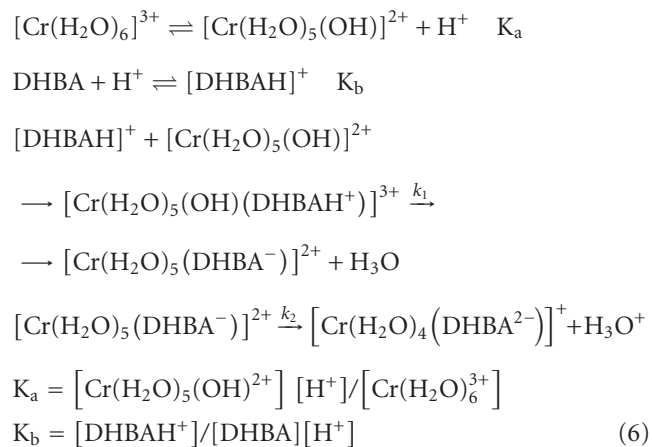 [Cr(H₂O)₆]³⁺ ⇌ [Cr(H₂O)₅(OH)]²⁺ + H⁺ Kₐ
DHBA + H⁺ ⇌ [DHBAH]⁺ K_b
[DHBAH]⁺ + [Cr(H₂O)₅(OH)]²⁺
⟶ [Cr(H₂O)₅(OH)(DHBAH⁺)]³⁺ —k₁→
⟶ [Cr(H₂O)₅(DHBA⁻)]²⁺ + H₃O
[Cr(H₂O)₅(DHBA⁻)]²⁺ —k₂→ [Cr(H₂O)₄(DHBA²⁻)]⁺ + H₃O⁺
Kₐ = [Cr(H₂O)₅(OH)²⁺] [H⁺]/[Cr(H₂O)₆³⁺]
K_b = [DHBAH⁺]/[DHBA][H⁺] (6)